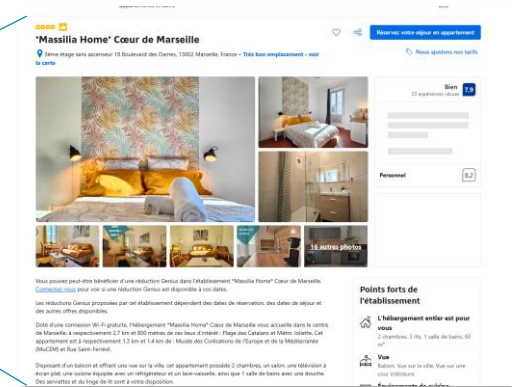 "Massilia Home" Cœur de Marseille
3ème étage sans ascenseur 18 Boulevard des Dames, 13002 Marseille, France – Très bon emplacement - voir
la carte
Réservez votre séjour en appartement
Nous ajustons nos tarifs
Bien
22 expériences vécues
7,9
Personnel
8,2
16 autres photos
Vous pouvez peut-être bénéficier d'une réduction Genius dans l'établissement "Massilia Home" Cœur de Marseille.
Connectez-vous pour voir si une réduction Genius est disponible à vos dates.
Les réductions Genius proposées par cet établissement dépendent des dates de réservation, des dates de séjour et
des autres offres disponibles.
Doté d'une connexion Wi-Fi gratuite, l'hébergement "Massilia Home" Cœur de Marseille vous accueille dans le centre
de Marseille, à respectivement 2,7 km et 600 mètres de ces lieux d'intérêt : Plage des Catalans et Métro Joliette. Cet
appartement est à respectivement 1,3 km et 1,4 km de : Musée des Civilisations de l'Europe et de la Méditerranée
(MuCEM) et Rue Saint-Ferréol.
Disposant d'un balcon et offrant une vue sur la ville, cet appartement possède 2 chambres, un salon, une télévision à
écran plat, une cuisine équipée avec un réfrigérateur et un lave-vaisselle, ainsi que 1 salle de bains avec une douche.
Des serviettes et du linge de lit sont à votre disposition.
Points forts de
l'établissement
L'hébergement entier est pour
vous
2 chambres, 3 lits, 1 salle de bains, 60
m²
Vue
Balcon, Vue sur la ville, Vue sur une
cour intérieure